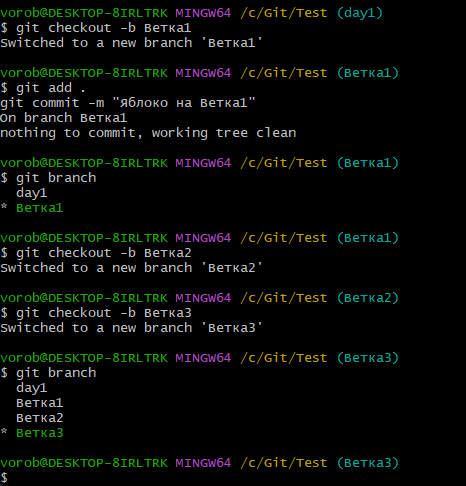 vorob@DESKTOP-8IRLTRK MINGW64 /c/Git/Test (day1)
$ git checkout -b Ветка1
Switched to a new branch 'Ветка1'
vorob@DESKTOP-8IRLTRK MINGW64 /c/Git/Test (Ветка1)
$ git add .
git commit -m "Яблоко на Ветка1"
On branch Ветка1
nothing to commit, working tree clean
vorob@DESKTOP-8IRLTRK MINGW64 /c/Git/Test (Ветка1)
$ git branch
  day1
* Ветка1
vorob@DESKTOP-8IRLTRK MINGW64 /c/Git/Test (Ветка1)
$ git checkout -b Ветка2
Switched to a new branch 'Ветка2'
vorob@DESKTOP-8IRLTRK MINGW64 /c/Git/Test (Ветка2)
$ git checkout -b Ветка3
Switched to a new branch 'Ветка3'
vorob@DESKTOP-8IRLTRK MINGW64 /c/Git/Test (Ветка3)
$ git branch
  day1
  Ветка1
  Ветка2
* Ветка3
vorob@DESKTOP-8IRLTRK MINGW64 /c/Git/Test (Ветка3)
$